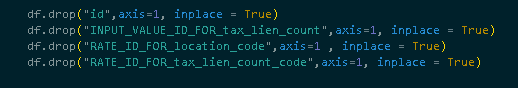 df.drop("id",axis=1, inplace = True)
df.drop("INPUT_VALUE_ID_FOR_tax_lien_count",axis=1, inplace = True)
df.drop("RATE_ID_FOR_location_code",axis=1 , inplace = True)
df.drop("RATE_ID_FOR_tax_lien_count_code",axis=1, inplace = True)